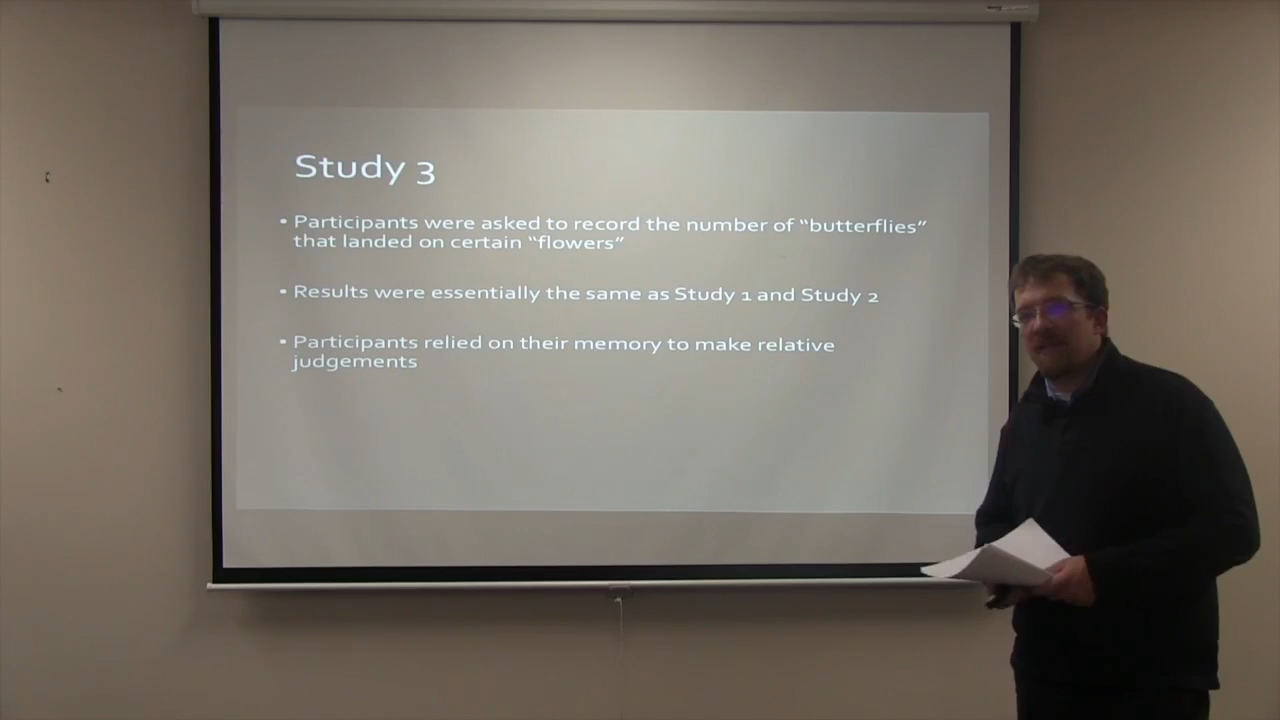 Study 3
• Participants were asked to record the number of “butterflies”
that landed on certain “flowers”
• Results were essentially the same as Study 1 and Study 2
• Participants relied on their memory to make relative
judgements